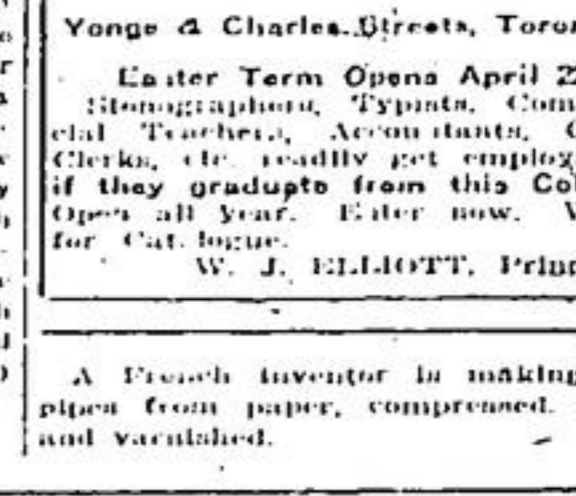 Yonge & Charles Streets, Toron
Easter Term Opens April 2
Stenographers, Typists, Com
cial Teachers, Accountants, C
Clerks, etc. readily get employ
if they graduate from this Col
Open all year. Enter now. W
for Catalogue.
W. J. ELLIOTT, Princ
A French inventor is making
pipes from paper, compressed.
and varnished.